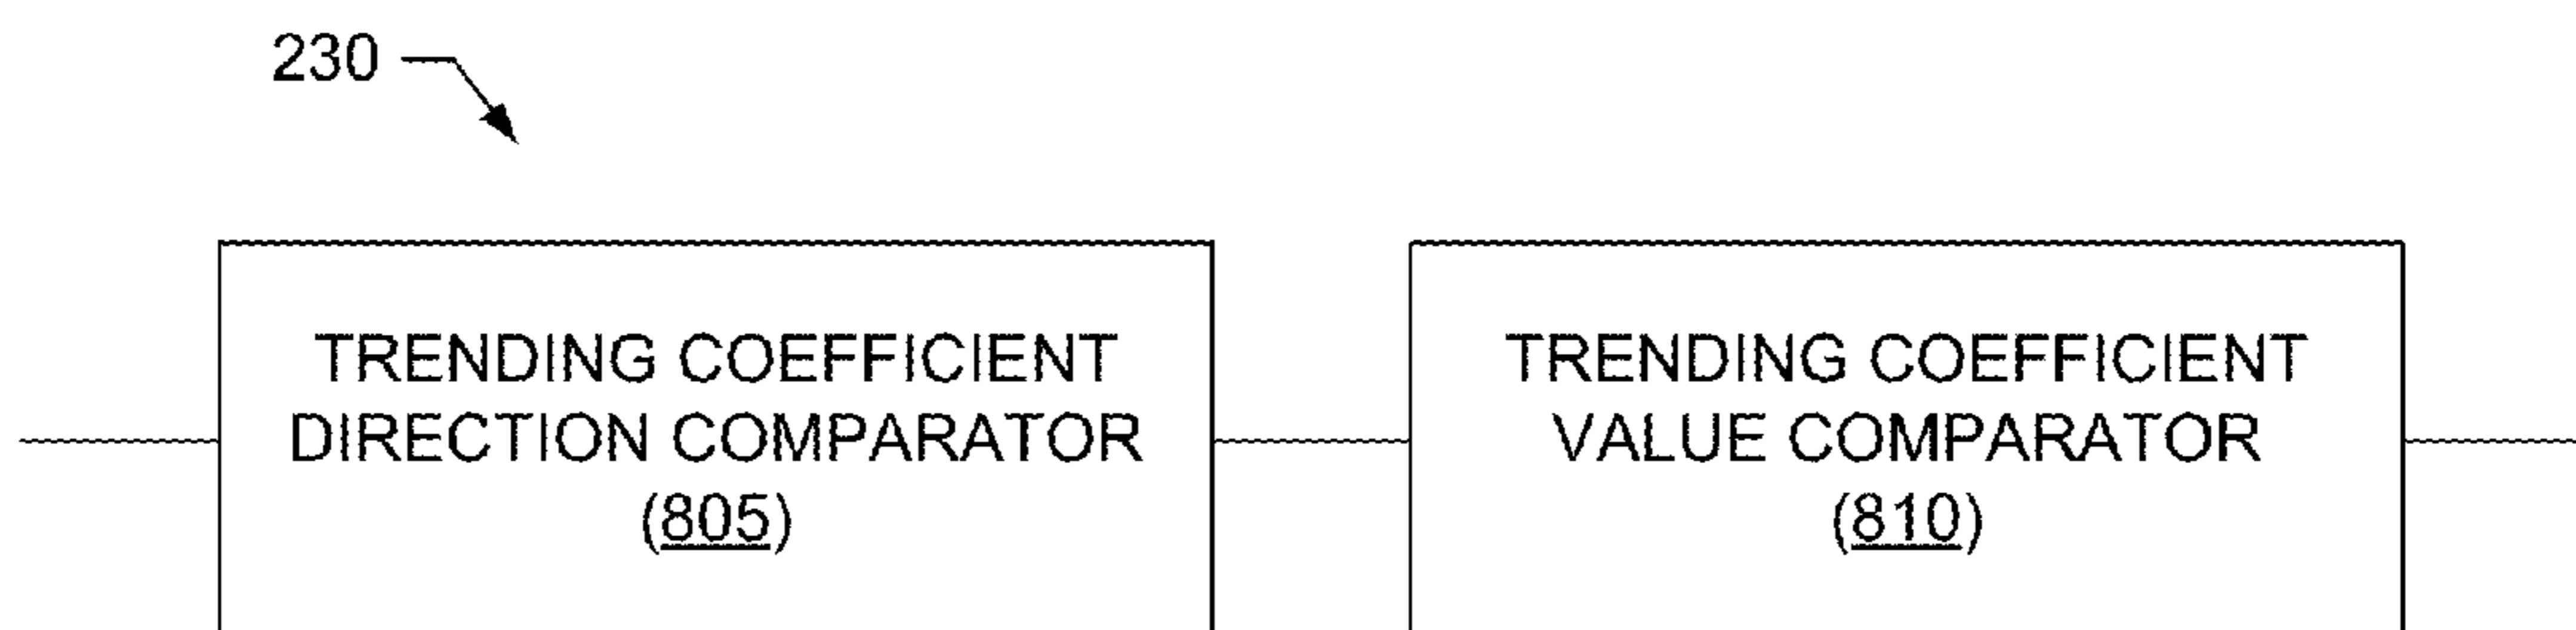 230
TRENDING COEFFICIENT
DIRECTION COMPARATOR
(805)
TRENDING COEFFICIENT
VALUE COMPARATOR
(810)